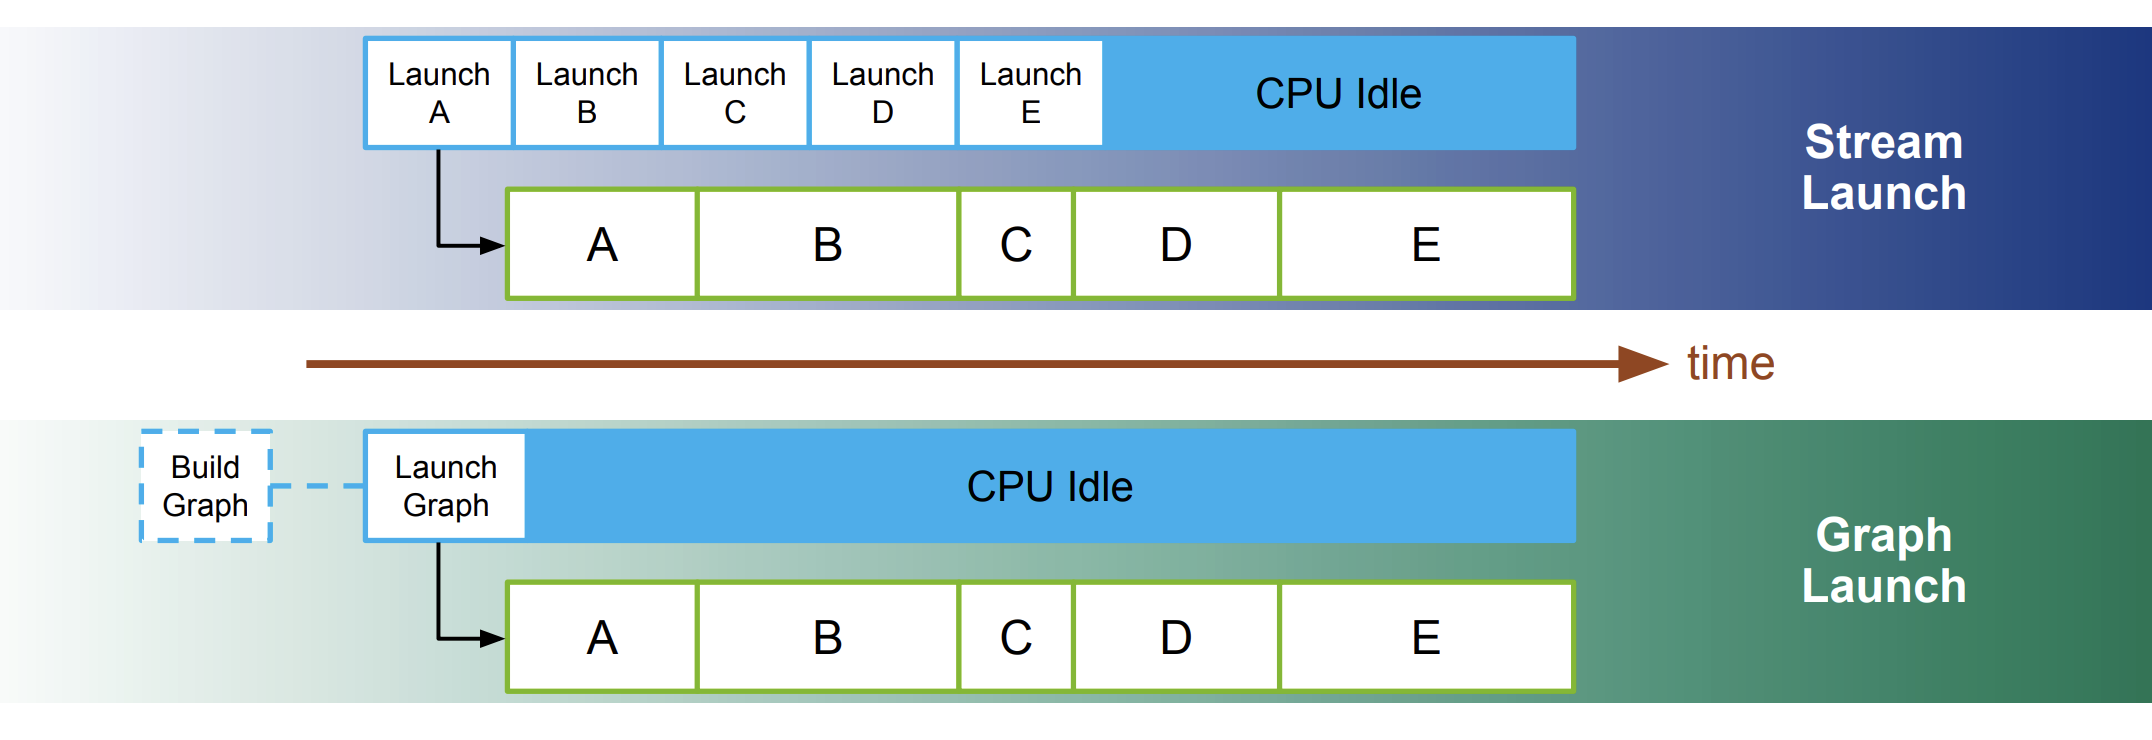 Launch
A
Launch
B
Launch
C
Launch
D
Launch
E
CPU Idle
Stream
Launch
A
B
C
D
E
time
Build
Graph
Launch
Graph
CPU Idle
Graph
Launch
A
B
C
D
E